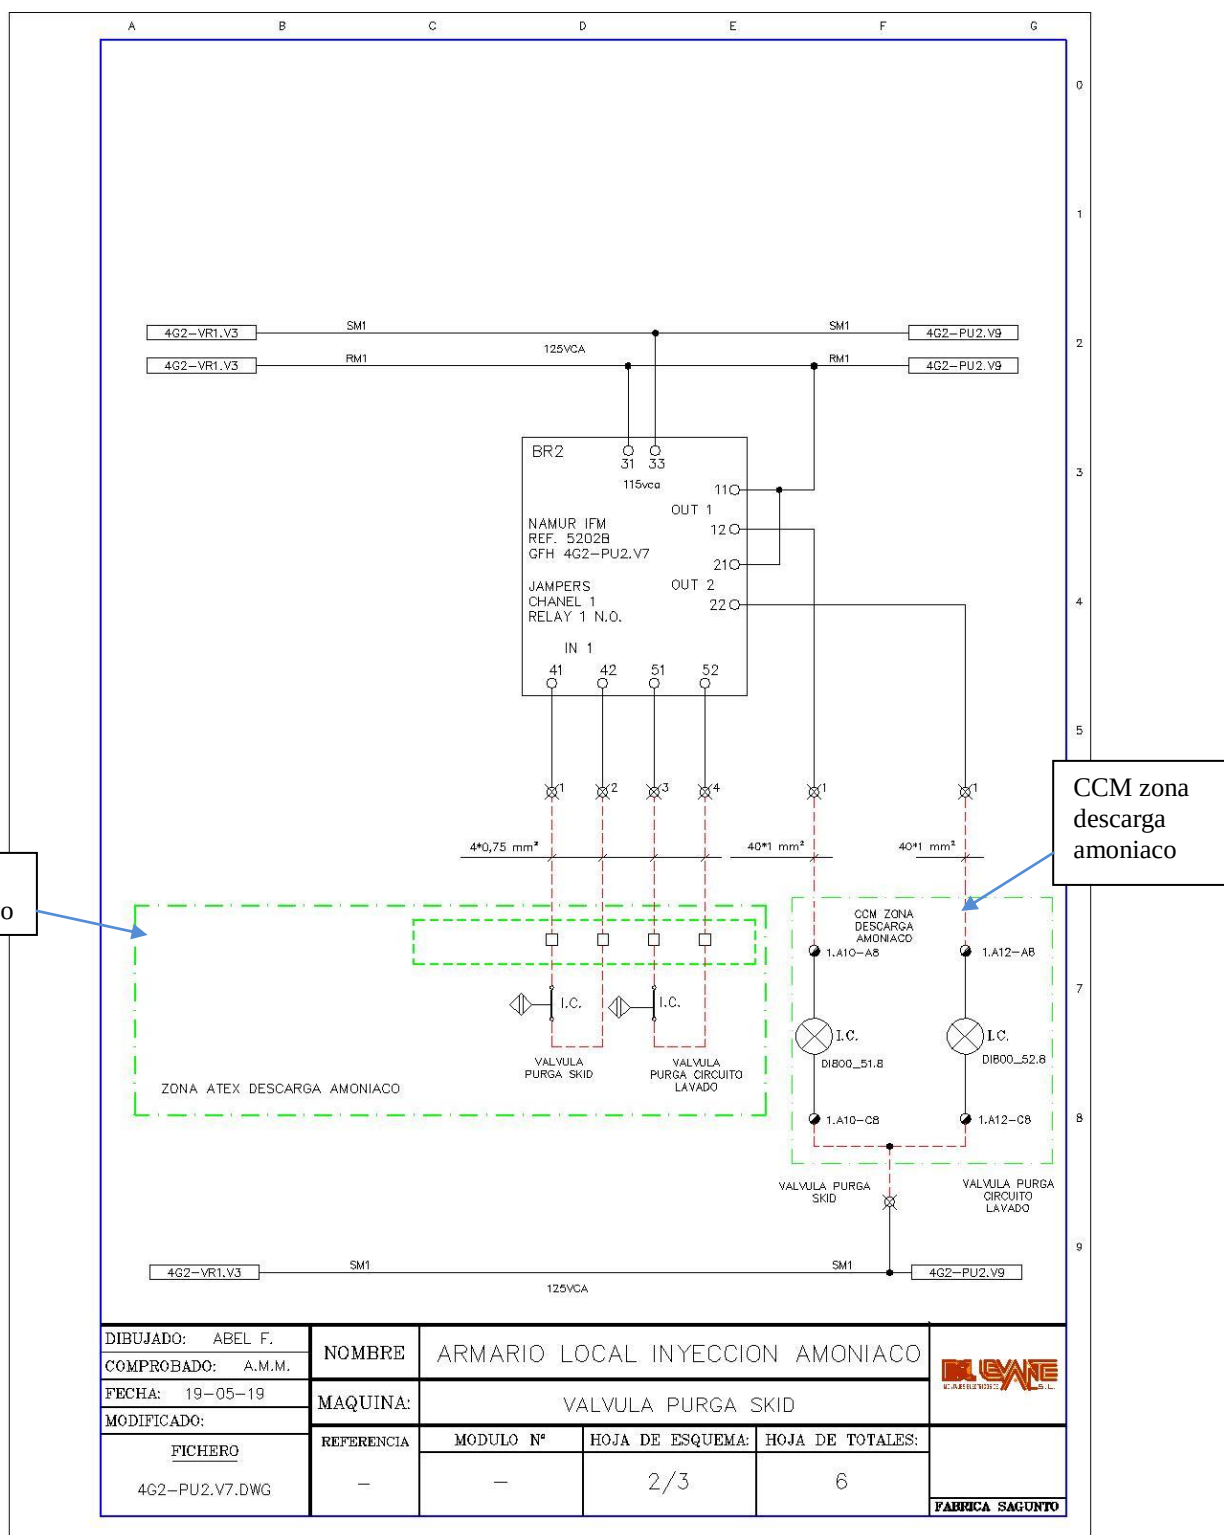 A B C D E F G
0
1
2
3
4
5
7
8
9
4G2-VR1.V3 SM1 SM1 4G2-PU2.V9
125VCA
4G2-VR1.V3 RM1 RM1 4G2-PU2.V9
BR2
31 33
115vca
11
OUT 1
NAMUR IFM
12
REF. 5202B
GFH 4G2-PU2.V7
21
JAMPERS OUT 2
CHANEL 1
22
RELAY 1 N.O.
IN 1
41 42 51 52
1 2 3 4 1 1
4*0,75 mm² 40*1 mm² 40*1 mm²
CCM zona
descarga
amoniaco
o
CCM ZONA
DESCARGA
AMONIACO
1.A10-A8 1.A12-A8
I.C. I.C.
I.C. I.C.
DI800_51.8 DI800_52.8
VALVULA
PURGA SKID
VALVULA
PURGA CIRCUITO
LAVADO
ZONA ATEX DESCARGA AMONIACO
1.A10-C8 1.A12-C8
VALVULA PURGA
SKID
VALVULA PURGA
CIRCUITO
LAVADO
4G2-VR1.V3 SM1 SM1 4G2-PU2.V9
125VCA
DIBUJADO: ABEL F.
COMPROBADO: A.M.M.
FECHA: 19-05-19
MODIFICADO:
FICHERO
4G2-PU2.V7.DWG
NOMBRE ARMARIO LOCAL INYECCION AMONIACO
MAQUINA: VALVULA PURGA SKID
REFERENCIA MODULO Nº HOJA DE ESQUEMA: HOJA DE TOTALES:
- - 2/3 6
LEVANTE
S.L.
FABRICA SAGUNTO